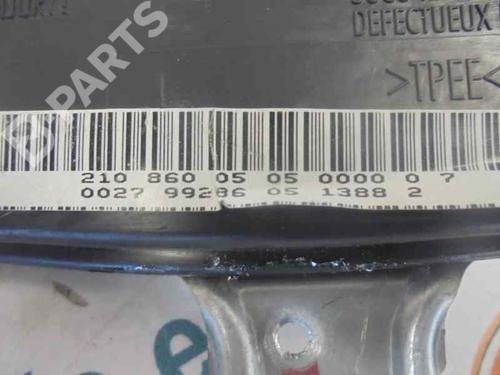 DEFECTUEUX
>TPEE<
B-PARTS
210 860 05 05 0000 0 7
0027 99286 05 1388 2